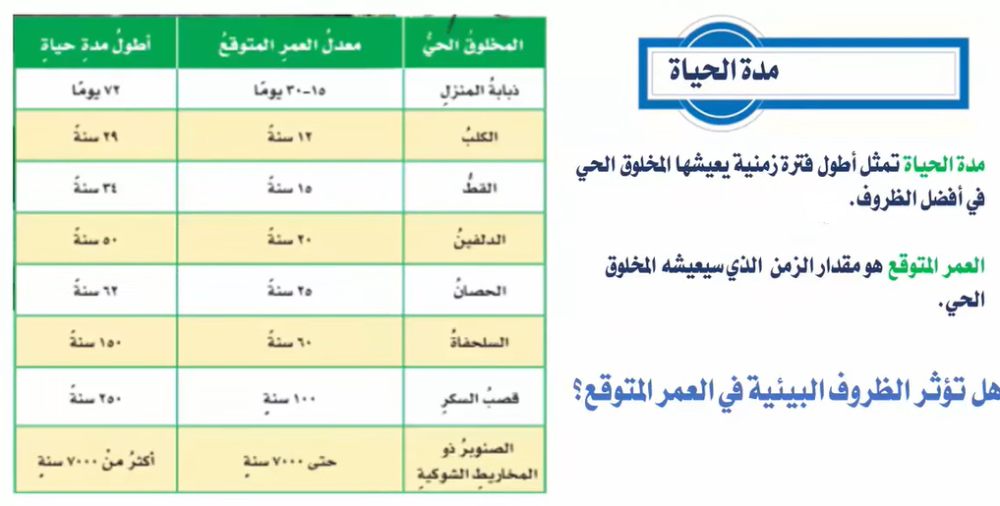 مدة الحياة
مدة الحياة تمثل أطول فترة زمنية يعيشها المخلوق الحي
في أفضل الظروف.
العمر المتوقع هو مقدار الزمن الذي سيعيشه المخلوق
الحي.
هل تؤثر الظروف البيئية في العمر المتوقع؟
المخلوقُ الحيُّ معدلُ العمرِ المتوقعُ أطولُ مدةِ حياةٍ
ذبابةُ المنزلِ ١٥-٣٠ يومًا ٧٢ يومًا
الكلبُ ١٢ سنةً ٢٩ سنةً
القطُّ ١٥ سنةً ٣٤ سنةً
الدلفينُ ٢٠ سنةً ٥٠ سنةً
الحصانُ ٢٥ سنةً ٦٢ سنةً
السلحفاةُ ٦٠ سنةً ١٥٠ سنةً
قصبُ السكرِ ١٠٠ سنةٍ ٢٥٠ سنةً
الصنوبرُ ذو
المخاريطِ الشوكيةِ حتى ٧٠٠٠ سنةٍ أكثرُ منْ ٧٠٠٠ سنةٍ